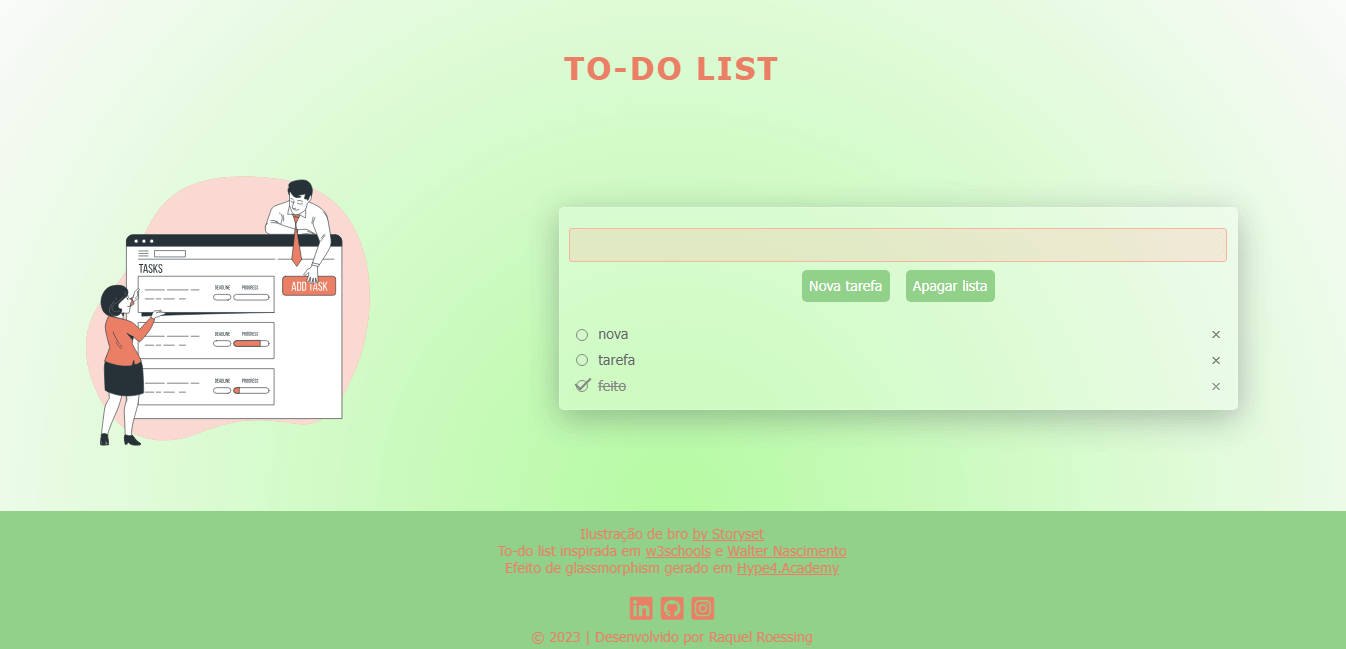 TO-DO LIST
TASKS
ADD TASK
DEADLINE PROGRESS
DEADLINE PROGRESS
DEADLINE PROGRESS
Nova tarefa Apagar lista
nova
tarefa
feito
Ilustração de bro by Storyset
To-do list inspirada em w3schools e Walter Nascimento
Efeito de glassmorphism gerado em Hype4.Academy
in
© 2023 | Desenvolvido por Raquel Roessing